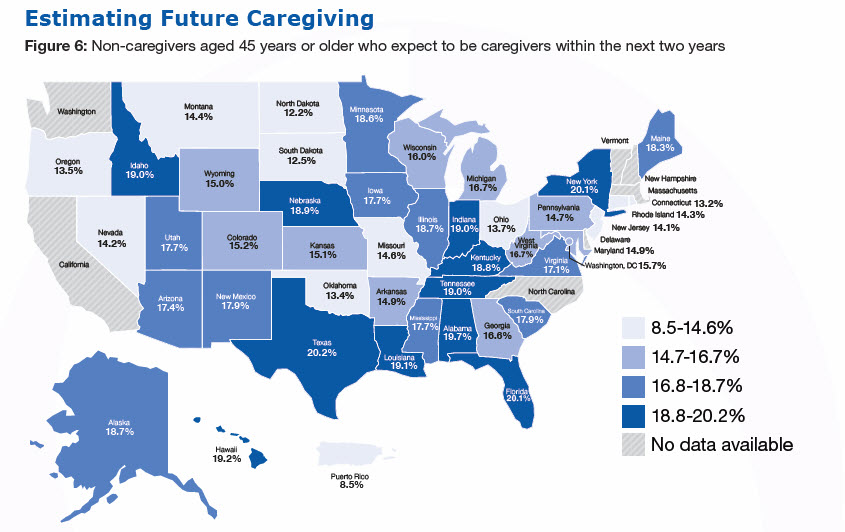 Estimating Future Caregiving
Figure 6: Non-caregivers aged 45 years or older who expect to be caregivers within the next two years
Washington
Montana
14.4%
North Dakota
12.2%
Minnasota
18.6%
Oregon
13.5%
Idaho
19.0%
Wyoming
15.0%
South Dakota
12.5%
Wisconsin
16.0%
Michigan
16.7%
Vermont
Maine
18.3%
New York
20.1%
New Hampshire
Massachusetts
Connecticut 13.2%
Rhode Island 14.3%
New Jersey 14.1%
Delaware
Maryland 14.9%
Washington, DC 15.7%
Nevada
14.2%
Utah
17.7%
Colorado
15.2%
Nebraska
18.9%
Iowa
17.7%
Illinois
18.7%
Indiana
19.0%
Ohio
13.7%
Pennsylvania
14.7%
California
Kansas
15.1%
Missouri
14.6%
Kentucky
18.8%
West
Virginia
16.7%
Virginia
17.1%
Arizona
17.4%
New Mexico
17.9%
Oklahoma
13.4%
Arkansas
14.9%
Tennessee
19.0%
North Carolina
Texas
20.2%
Louisiana
19.1%
Mississippi
17.7%
Alabama
19.7%
Georgia
16.6%
South Carolina
17.9%
Florida
20.1%
Alaska
18.7%
Hawaii
19.2%
Puerto Rico
8.5%
8.5-14.6%
14.7-16.7%
16.8-18.7%
18.8-20.2%
No data available